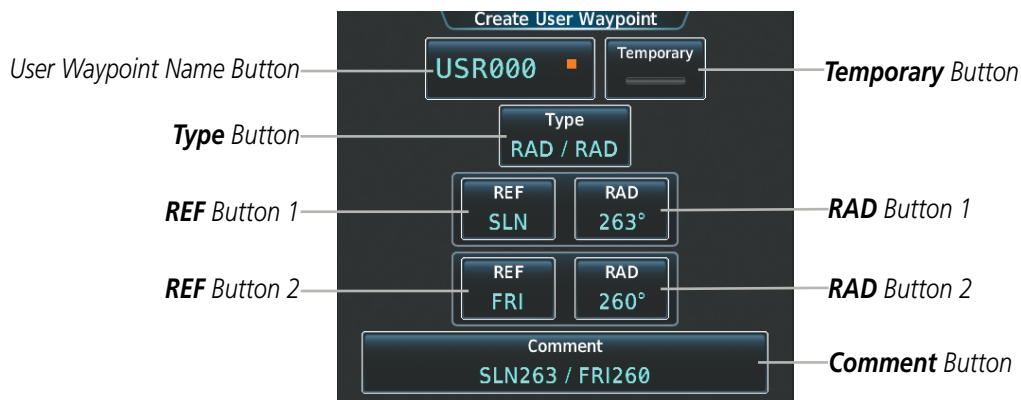 Create User Waypoint
User Waypoint Name Button
USR000
Temporary
Temporary Button
Type Button
Type
RAD / RAD
REF Button 1
REF
SLN
RAD
263°
RAD Button 1
REF Button 2
REF
FRI
RAD
260°
RAD Button 2
Comment
SLN263 / FRI260
Comment Button